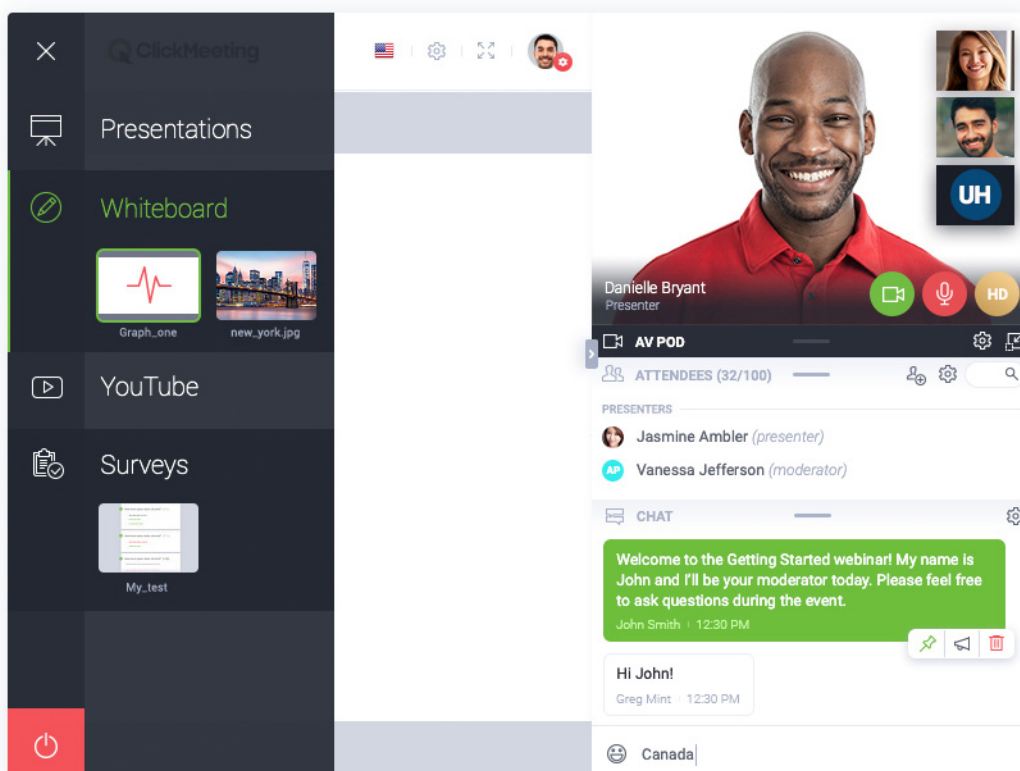 ClickMeeting
Presentations
Whiteboard
Graph_one
new_york.jpg
YouTube
Surveys
My_test
UH
Danielle Bryant
Presenter
HD
AV POD
ATTENDEES (32/100)
PRESENTERS
Jasmine Ambler (presenter)
AP
Vanessa Jefferson (moderator)
CHAT
Welcome to the Getting Started webinar! My name is
John and I'll be your moderator today. Please feel free
to ask questions during the event.
John Smith | 12:30 PM
Hi John!
Greg Mint | 12:30 PM
Canada